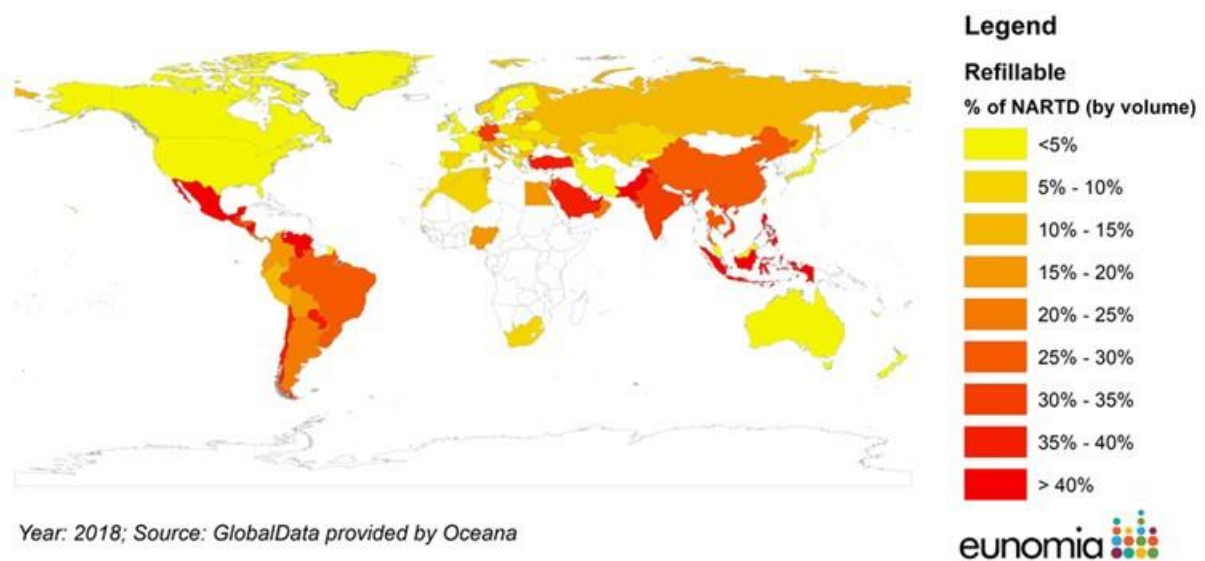 Legend
Refillable
% of NARTD (by volume)
<5%
5% - 10%
10% - 15%
15% - 20%
20% - 25%
25% - 30%
30% - 35%
35% - 40%
> 40%
Year: 2018; Source: GlobalData provided by Oceana
eunomia